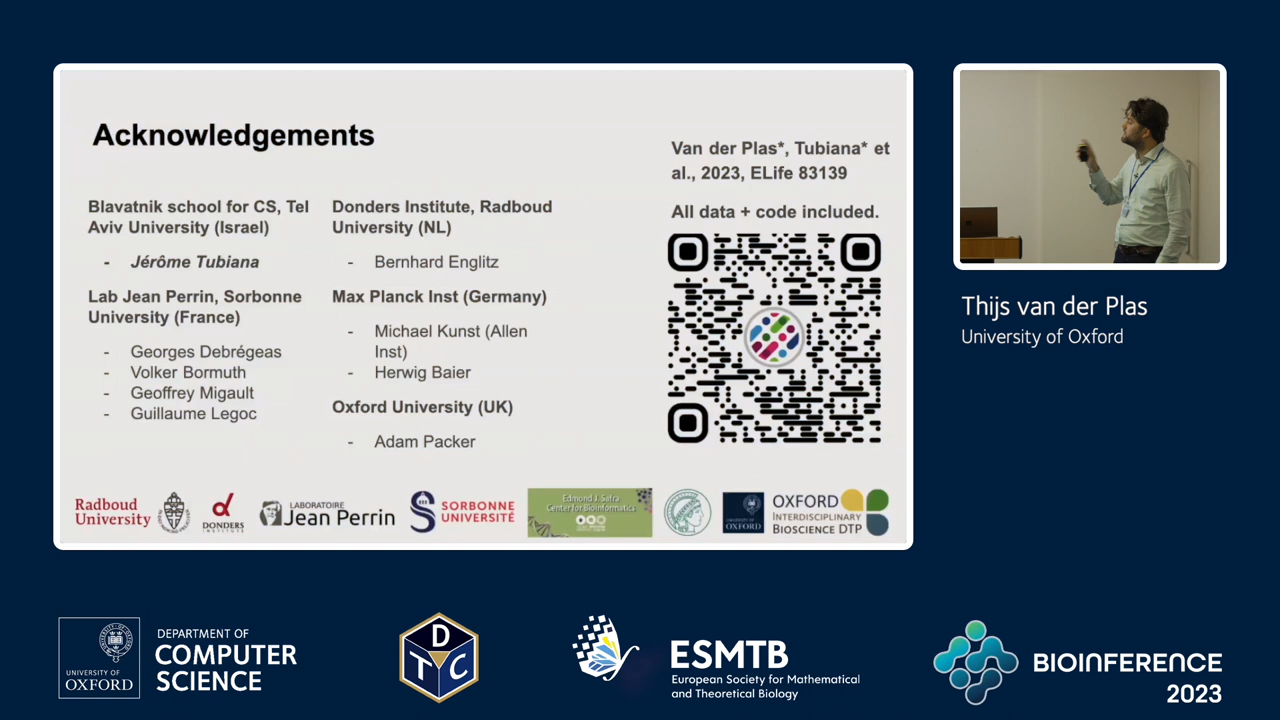 Acknowledgements
Blavatnik school for CS, Tel
Aviv University (Israel)
- Jérôme Tubiana
Lab Jean Perrin, Sorbonne
University (France)
- Georges Debrégeas
- Volker Bormuth
- Geoffrey Migault
- Guillaume Legoc
Donders Institute, Radboud
University (NL)
- Bernhard Englitz
Max Planck Inst (Germany)
- Michael Kunst (Allen
Inst)
- Herwig Baier
Oxford University (UK)
- Adam Packer
Van der Plas*, Tubiana* et
al., 2023, ELife 83139
All data + code included.
Radboud
University
DONDERS
INSTITUTE
LABORATOIRE
Jean Perrin
SORBONNE
UNIVERSITÉ
Edmond J. Safra
Center for Bioinformatics
UNIVERSITY OF
OXFORD
OXFORD
INTERDISCIPLINARY
BIOSCIENCE DTP
Thijs van der Plas
University of Oxford
UNIVERSITY OF
OXFORD
DEPARTMENT OF
COMPUTER
SCIENCE
D
T C
ESMTB
European Society for Mathematical
and Theoretical Biology
BIOINFERENCE
2023